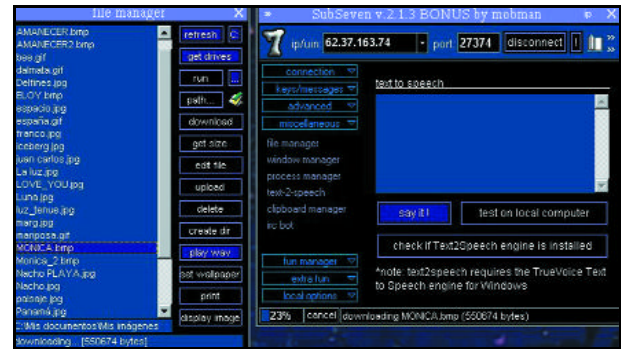 file manager X
AMANECER.bmp
AMANECER2.bmp
bea.gif
dalmata.gif
Delfines.jpg
ELOY.bmp
espacio.jpg
españa.gif
franco.jpg
iceberg.jpg
juan carlos.jpg
La luz.jpg
LOVE_YOU.jpg
Luna.jpg
luz_tenue.jpg
marg.jpg
mariposa.gif
MONICA.bmp
Monica_2.bmp
Nacho PLAYA.jpg
Nacho.jpg
paisaje.jpg
Panamá.jpg
C:\Mis documentos\Mis imágenes
downloading... [550674 bytes]
refresh C:
get drives
run ...
path...
download
get size
edit file
upload
delete
create dir
play wav
set wallpaper
print
display image
SubSeven v.2.1.3 BONUS by mobman X
ip/uin: 62.37.163.74 port: 27374 disconnect !
connection
keys/messages
advanced
miscellaneous
file manager
window manager
process manager
text-2-speech
clipboard manager
irc bot
fun manager
extra fun
local options
text to speech
say it ! test on local computer
check if Text2Speech engine is installed
*note: text2speech requires the TrueVoice Text
to Speech engine for Windows
23% cancel downloading MONICA.bmp (550674 bytes)